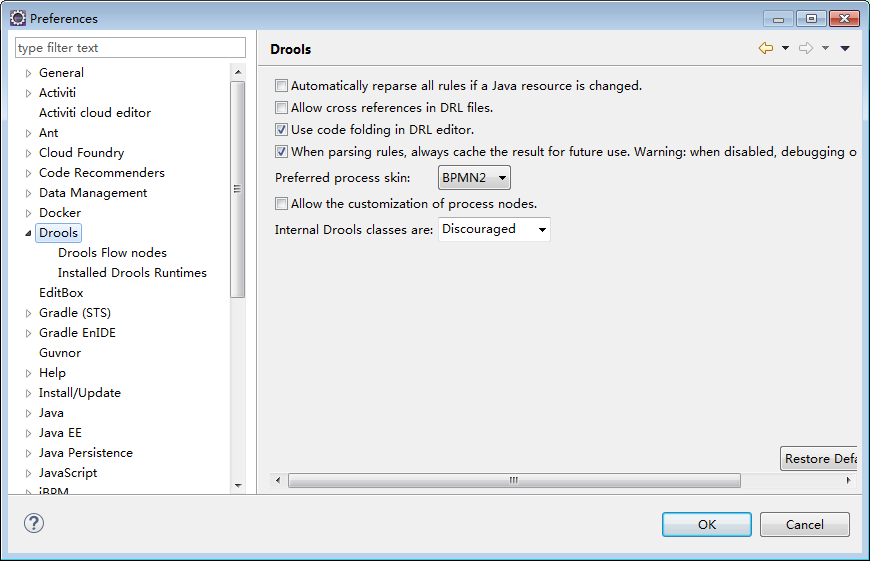 Preferences
type filter text
General
Activiti
Activiti cloud editor
Ant
Cloud Foundry
Code Recommenders
Data Management
Docker
Drools
Drools Flow nodes
Installed Drools Runtimes
EditBox
Gradle (STS)
Gradle EnIDE
Guvnor
Help
Install/Update
Java
Java EE
Java Persistence
JavaScript
jBPM
Drools
Automatically reparse all rules if a Java resource is changed.
Allow cross references in DRL files.
Use code folding in DRL editor.
When parsing rules, always cache the result for future use. Warning: when disabled, debugging o
Preferred process skin: BPMN2
Allow the customization of process nodes.
Internal Drools classes are: Discouraged
Restore Defa
OK Cancel